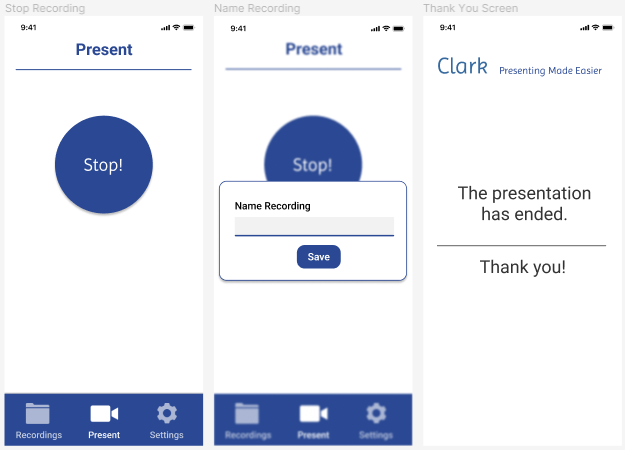 Stop Recording
9:41
Present
Stop!
Recordings
Present
Settings
Name Recording
9:41
Present
Stop!
Name Recording
Save
Recordings
Present
Settings
Thank You Screen
9:41
Clark
Presenting Made Easier
The presentation
has ended.
Thank you!